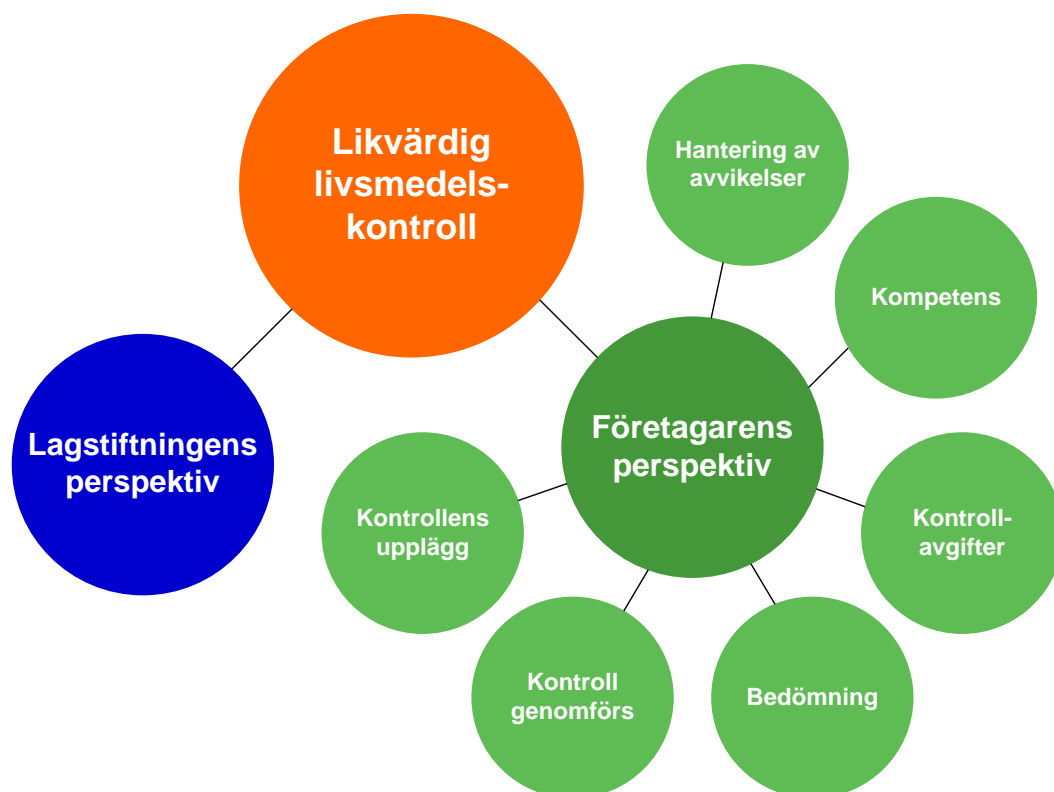 Likvärdig
livsmedels-
kontroll
Hantering av
avvikelser
Kompetens
Företagarens
perspektiv
Lagstiftningens
perspektiv
Kontrollens
upplägg
Kontroll-
avgifter
Kontroll
genomförs
Bedömning